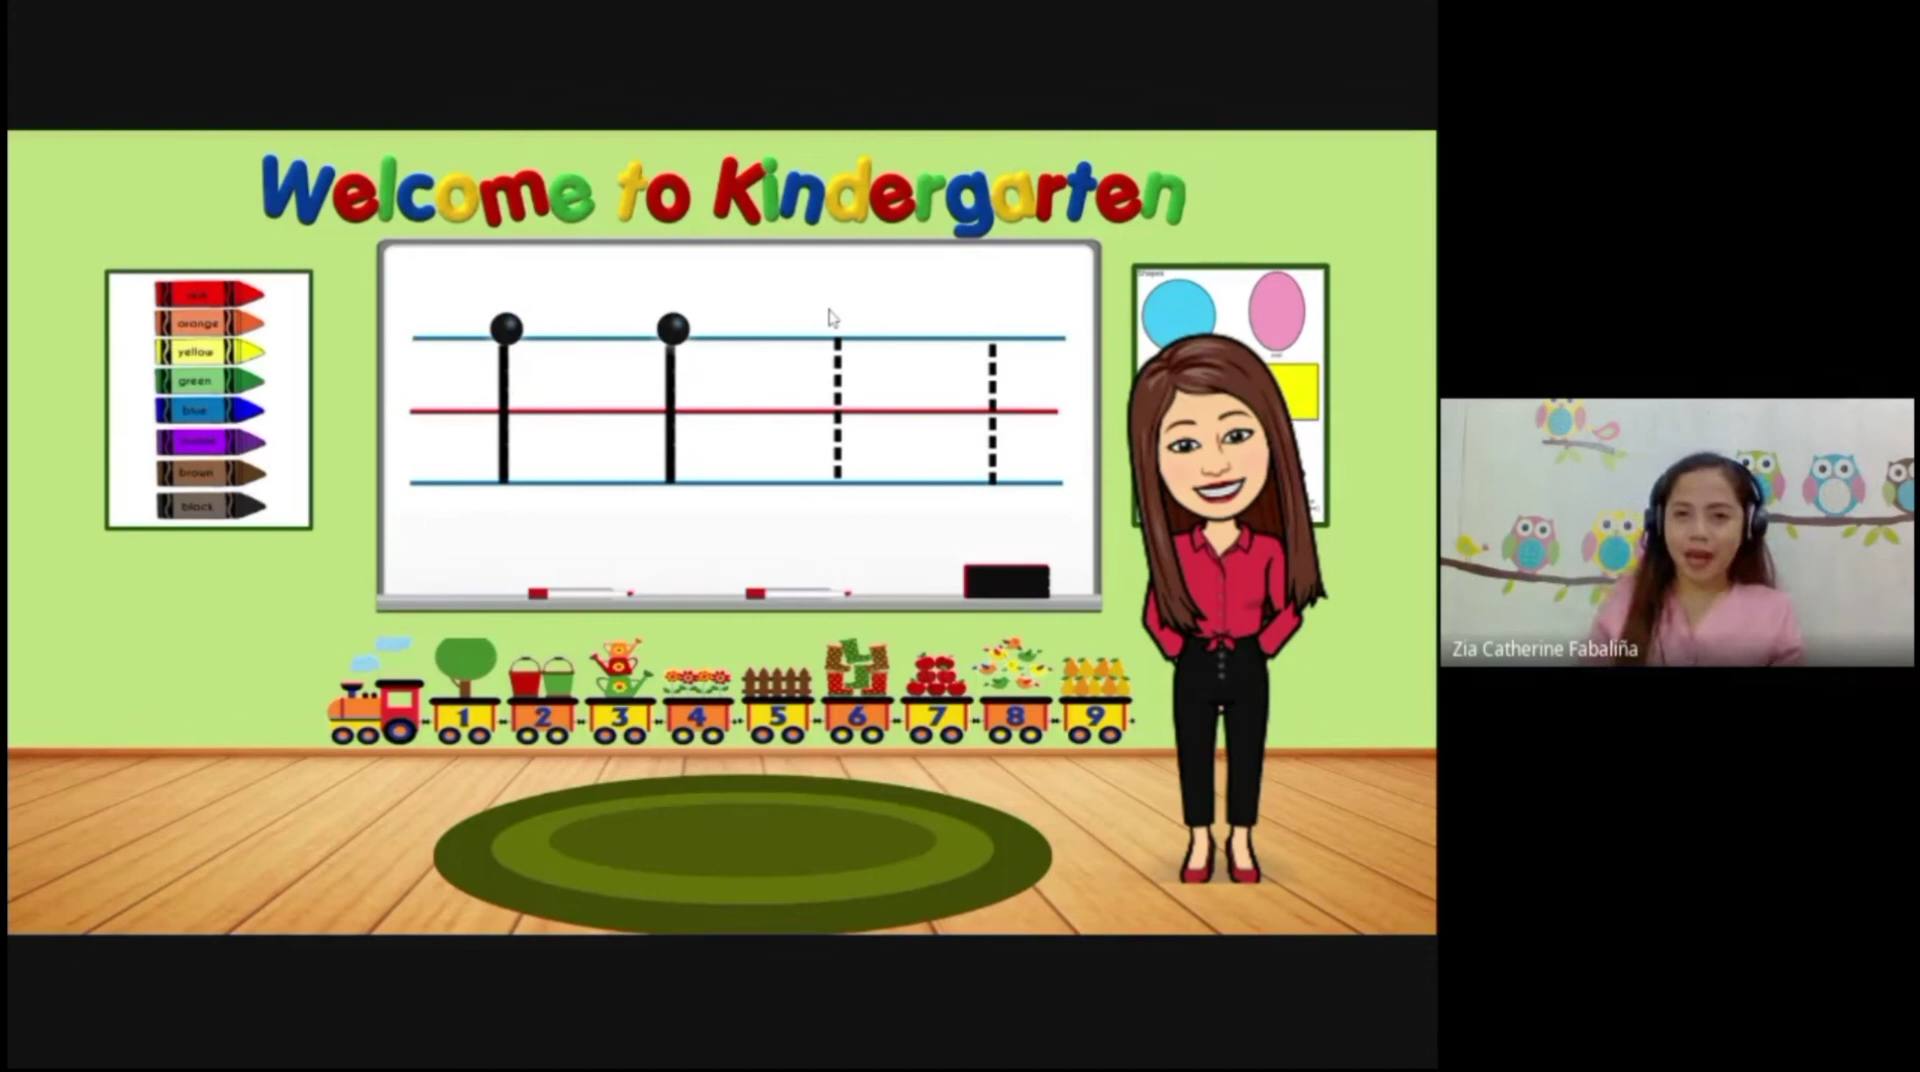 Welcome to Kindergarten
red
orange
yellow
green
blue
brown
black
Shapes
1 2 3 4 5 6 7 8 9
Zia Catherine Fabaliña